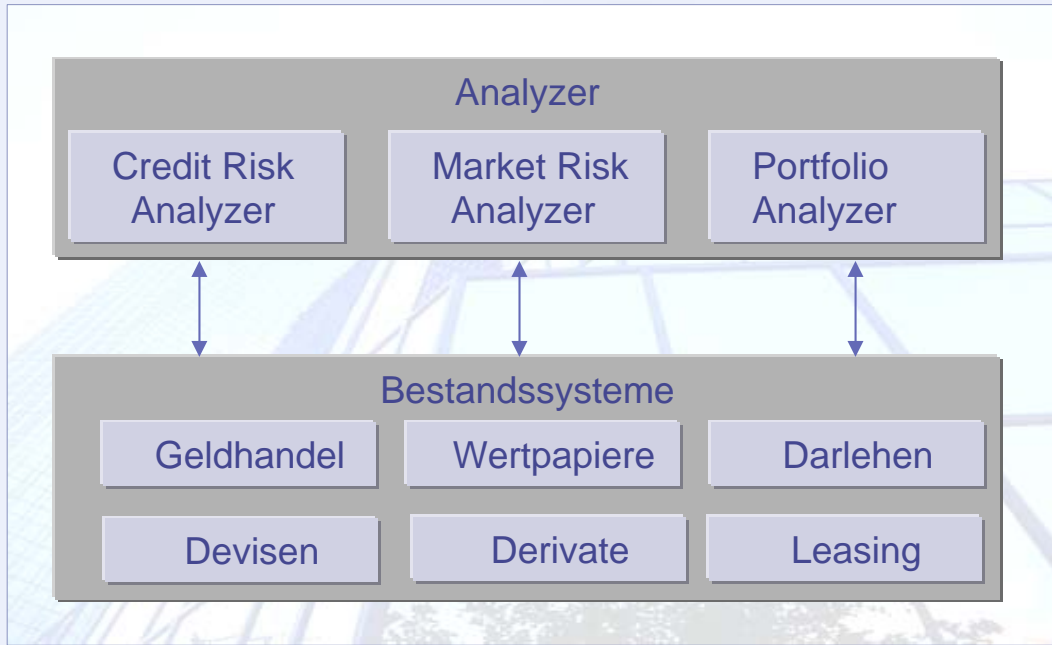 Analyzer
Credit Risk
Analyzer
Market Risk
Analyzer
Portfolio
Analyzer
Bestandssysteme
Geldhandel
Wertpapiere
Darlehen
Devisen
Derivate
Leasing